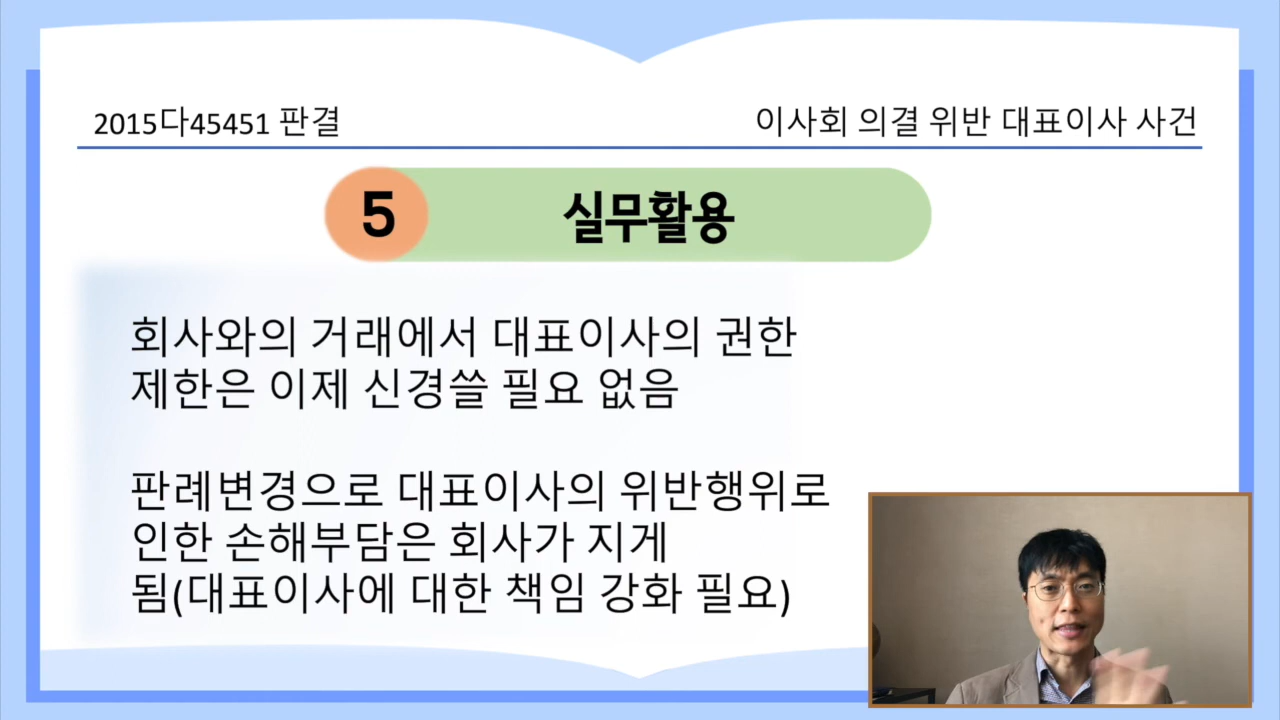 2015다45451 판결
이사회 의결 위반 대표이사 사건
5
실무활용
회사와의 거래에서 대표이사의 권한
제한은 이제 신경쓸 필요 없음
판례변경으로 대표이사의 위반행위로
인한 손해부담은 회사가 지게
됨(대표이사에 대한 책임 강화 필요)